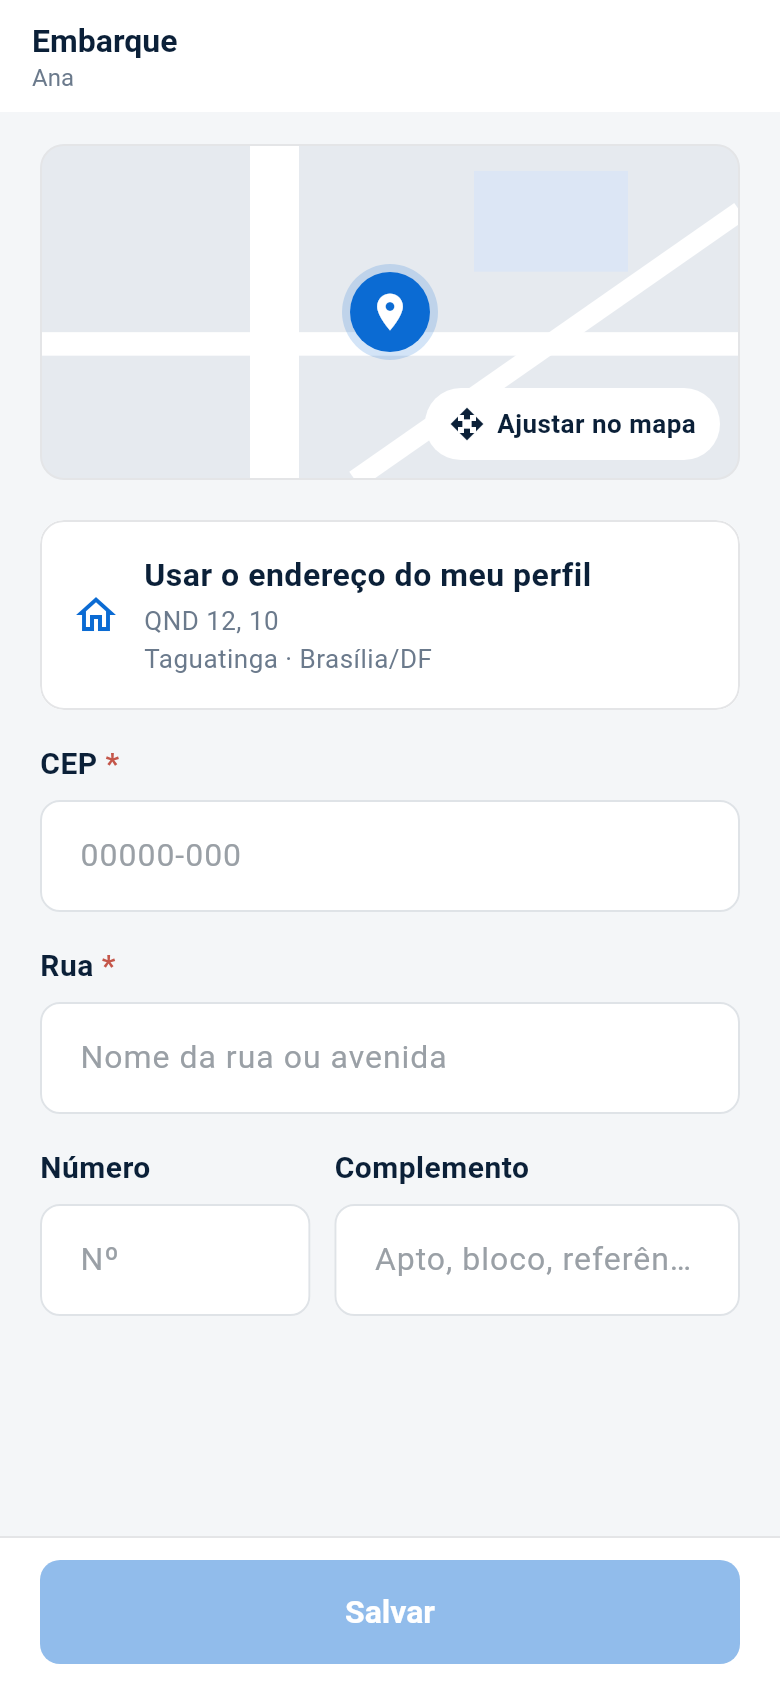 Embarque
Ana
Ajustar no mapa
Usar o endereço do meu perfil
QND 12, 10
Taguatinga · Brasília/DF
CEP *
00000-000
Rua *
Nome da rua ou avenida
Número
Complemento
Nº
Apto, bloco, referên…
Salvar